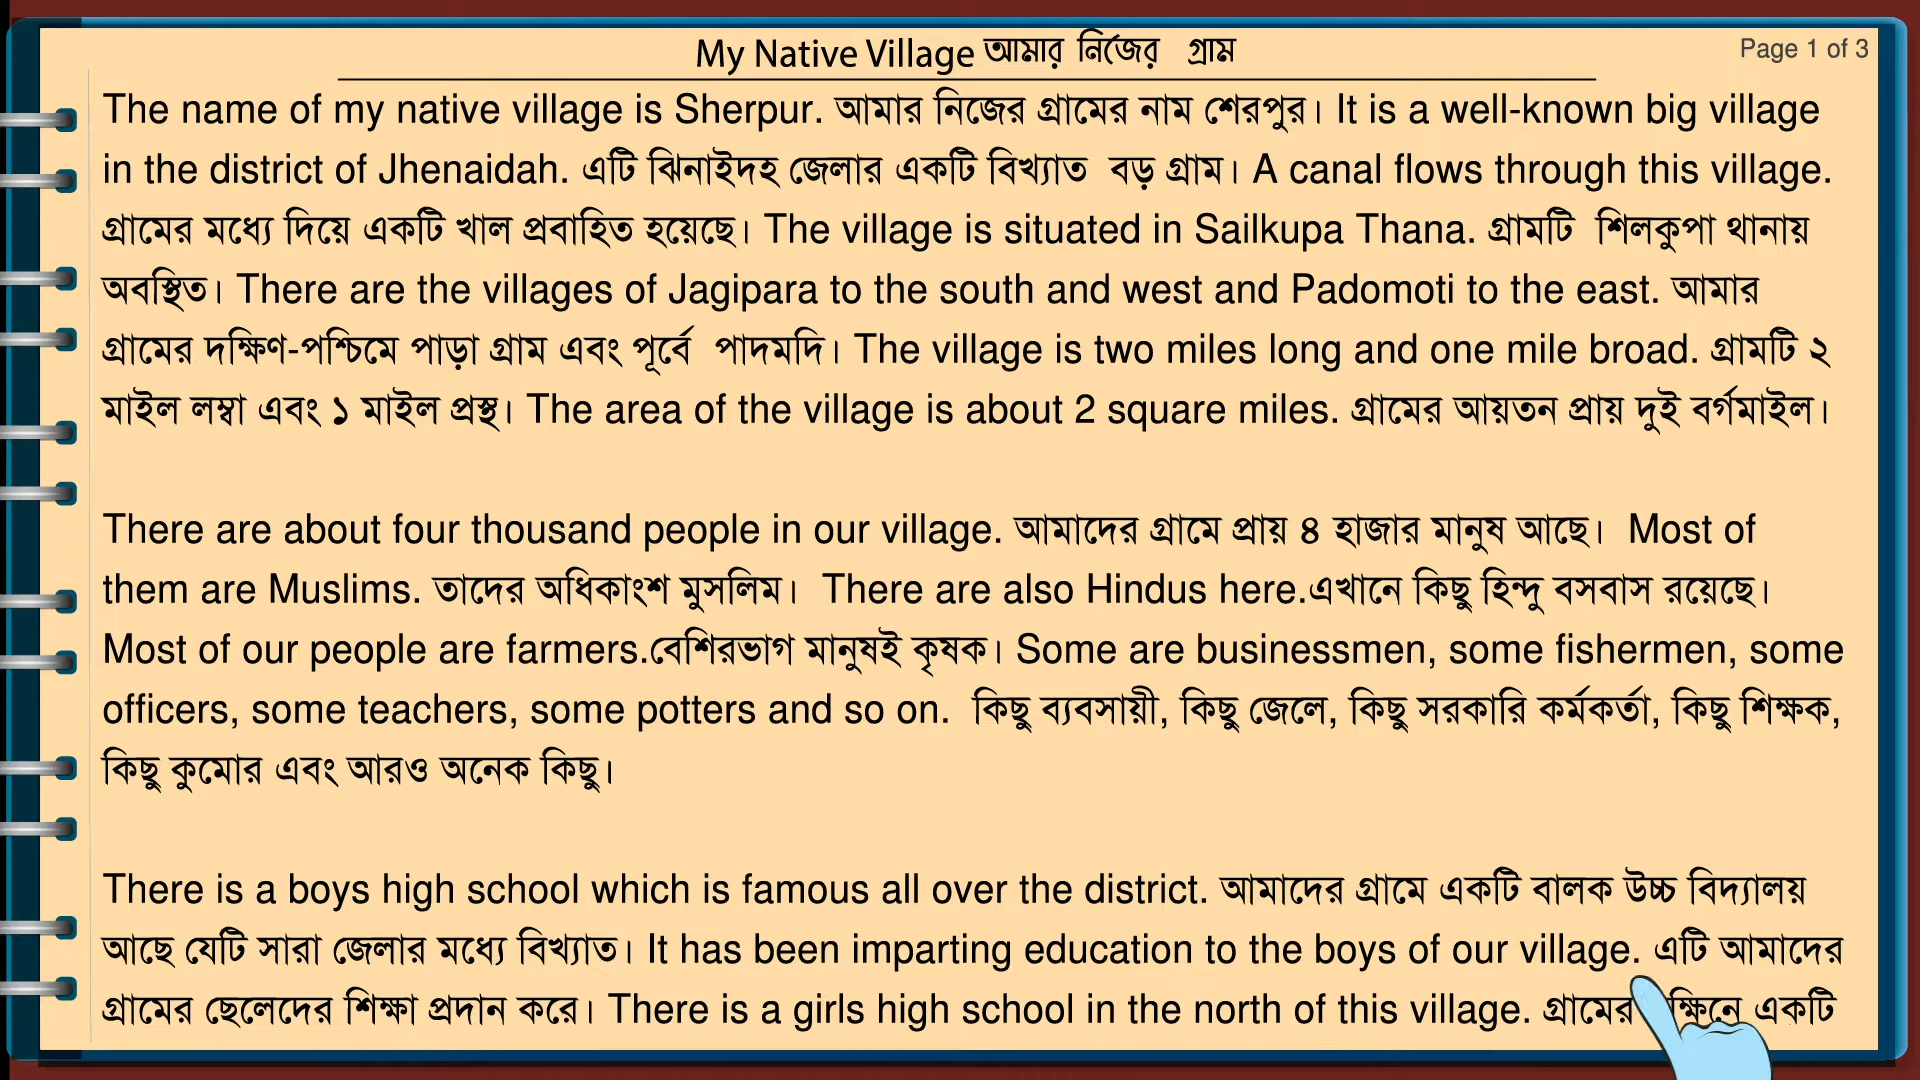 My Native Village আমার নির্জের গ্রাম
Page 1 of 3
The name of my native village is Sherpur. আমার নিজের গ্রামের নাম শেরপুর। It is a well-known big village
in the district of Jhenaidah. এটি ঝিনাইদহ জেলার একটি বিখ্যাত বড় গ্রাম। A canal flows through this village.
গ্রামের মধ্যে দিয়ে একটি খাল প্রবাহিত হয়েছে। The village is situated in Sailkupa Thana. গ্রামটি শিলকুপা থানায়
অবস্থিত। There are the villages of Jagipara to the south and west and Padomoti to the east. আমার
গ্রামের দক্ষিণ-পশ্চিমে পাড়া গ্রাম এবং পূর্বে পাদমদি। The village is two miles long and one mile broad. গ্রামটি ২
মাইল লম্বা এবং ১ মাইল প্রস্থ। The area of the village is about 2 square miles. গ্রামের আয়তন প্রায় দুই বর্গমাইল।
There are about four thousand people in our village. আমাদের গ্রামে প্রায় ৪ হাজার মানুষ আছে। Most of
them are Muslims. তাদের অধিকাংশ মুসলিম। There are also Hindus here.এখানে কিছু হিন্দু বসবাস রয়েছে।
Most of our people are farmers.বেশিরভাগ মানুষই কৃষক। Some are businessmen, some fishermen, some
officers, some teachers, some potters and so on. কিছু ব্যবসায়ী, কিছু জেলে, কিছু সরকারি কর্মকর্তা, কিছু শিক্ষক,
কিছু কুমোর এবং আরও অনেক কিছু।
There is a boys high school which is famous all over the district. আমাদের গ্রামে একটি বালক উচ্চ বিদ্যালয়
আছে যেটি সারা জেলার মধ্যে বিখ্যাত। It has been imparting education to the boys of our village. এটি আমাদের
গ্রামের ছেলেদের শিক্ষা প্রদান করে। There is a girls high school in the north of this village. গ্রামের একটি